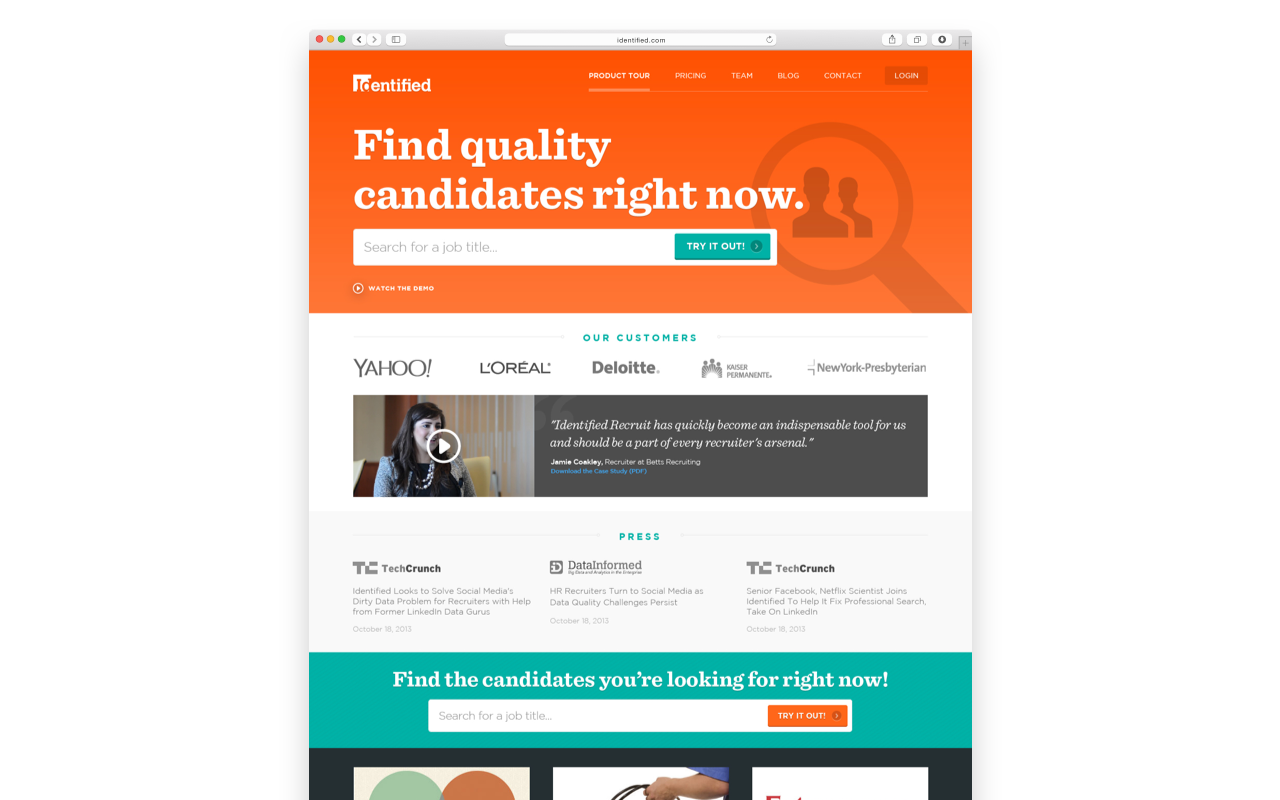 identified.com
Identified
PRODUCT TOUR
PRICING
TEAM
BLOG
CONTACT
LOGIN
Find quality
candidates right now.
Search for a job title...
TRY IT OUT!
WATCH THE DEMO
OUR CUSTOMERS
YAHOO!
L'ORÉAL
Deloitte.
KAISER
PERMANENTE
NewYork-Presbyterian
"Identified Recruit has quickly become an indispensable tool for us
and should be a part of every recruiter's arsenal."
Jamie Coakley, Recruiter at Betts Recruiting
Download the Case Study (PDF)
PRESS
TC TechCrunch
Identified Looks to Solve Social Media's
Dirty Data Problem for Recruiters with Help
from Former LinkedIn Data Gurus
October 18, 2013
DataInformed
Big Data and Analytics in the Enterprise
HR Recruiters Turn to Social Media as
Data Quality Challenges Persist
October 18, 2013
TC TechCrunch
Senior Facebook, Netflix Scientist Joins
Identified To Help It Fix Professional Search,
Take On LinkedIn
October 18, 2013
Find the candidates you're looking for right now!
Search for a job title...
TRY IT OUT!